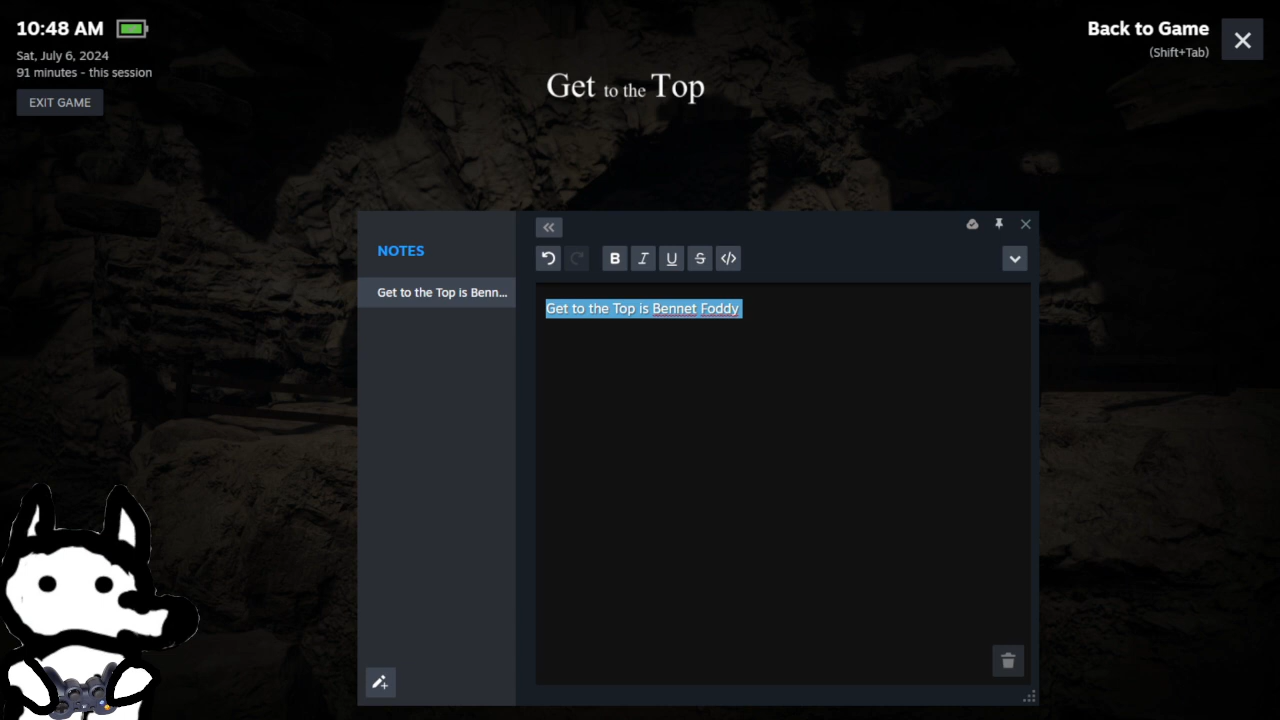 10:48 AM
Sat, July 6, 2024
91 minutes - this session
EXIT GAME
Back to Game
(Shift+Tab)
Get to the Top
NOTES
Get to the Top is Benn...
B I U S </>
Get to the Top is Bennet Foddy